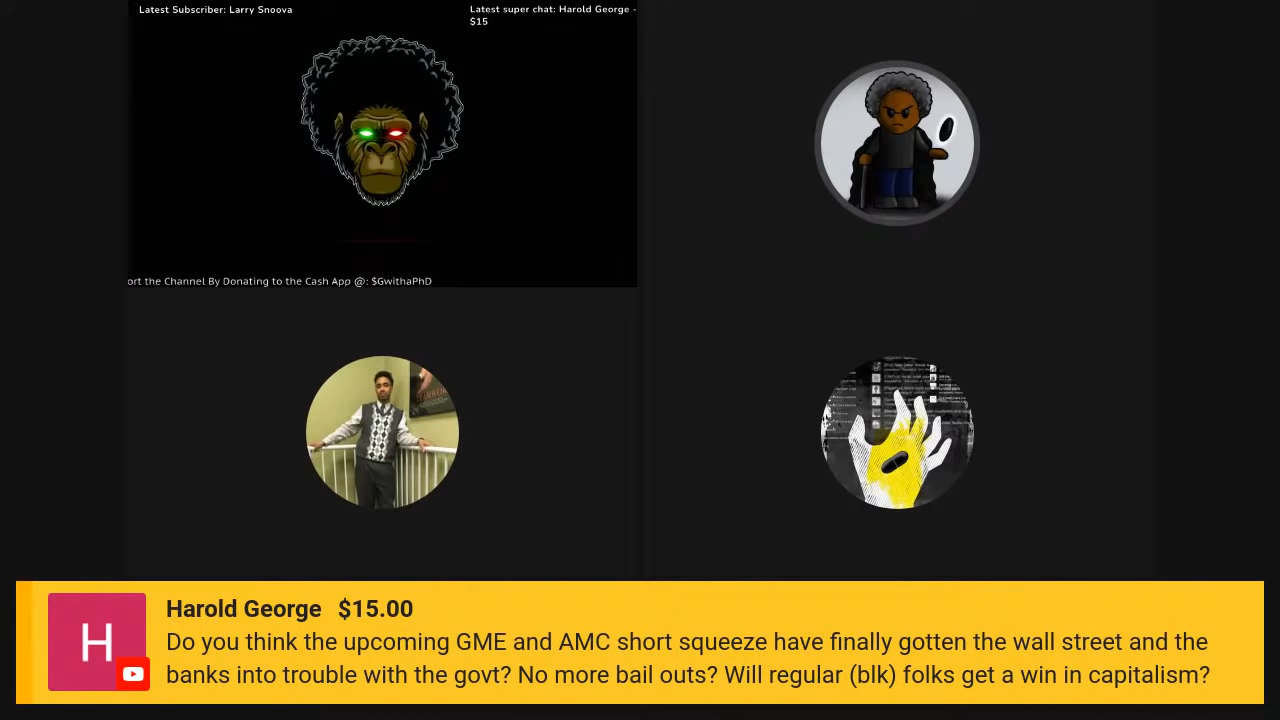 Latest Subscriber: Larry Snoova
Latest super chat: Harold George -
$15
ort the Channel By Donating to the Cash App @: $GwithaPhD
Harold George $15.00
H
Do you think the upcoming GME and AMC short squeeze have finally gotten the wall street and the
banks into trouble with the govt? No more bail outs? Will regular (blk) folks get a win in capitalism?